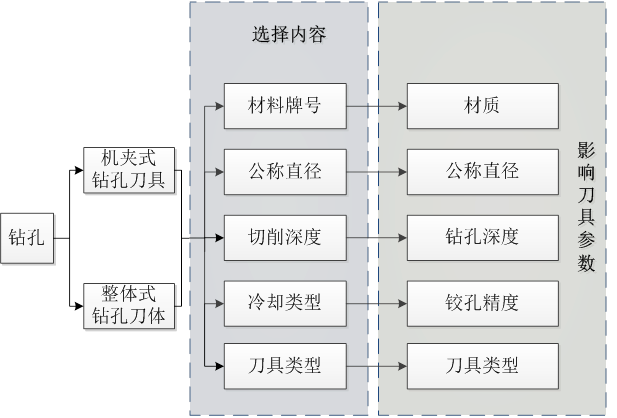 选择内容
材料牌号
材质
机夹式
钻孔刀具
公称直径
公称直径
钻孔
切削深度
钻孔深度
整体式
钻孔刀体
冷却类型
铰孔精度
刀具类型
刀具类型
影响刀具参数